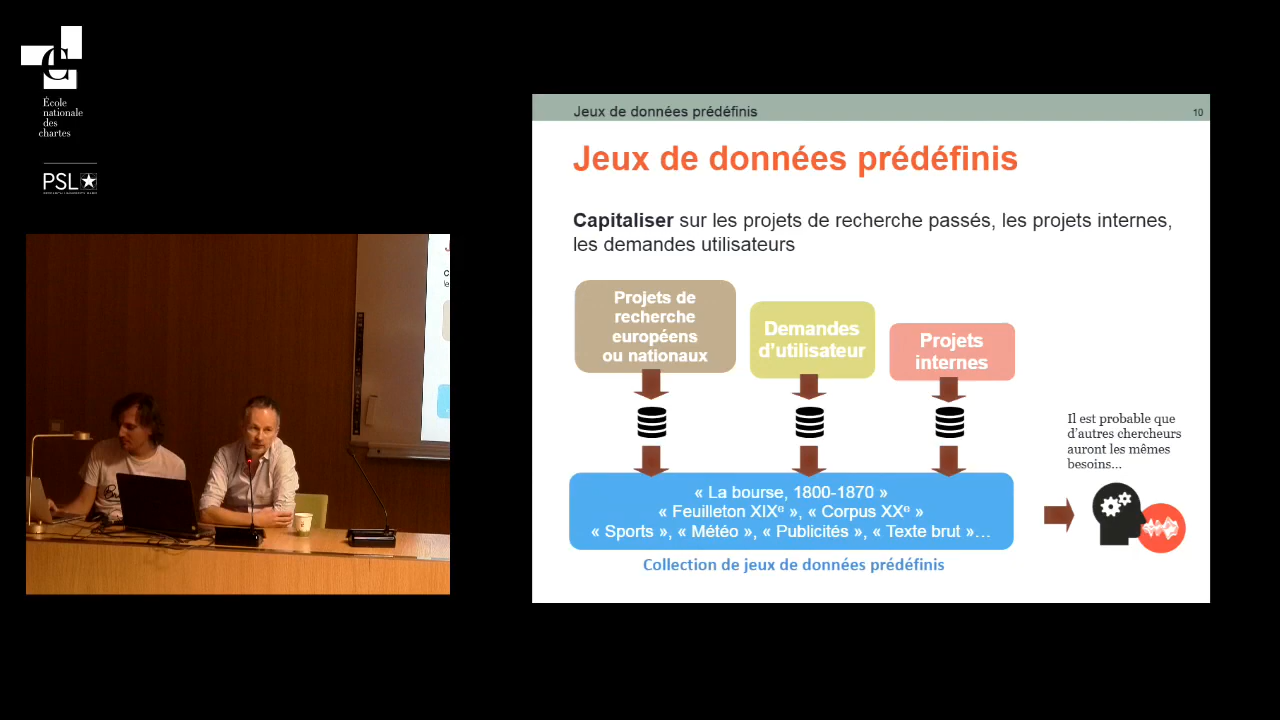 École
nationale
des
chartes
PSL
Jeux de données prédéfinis
10
Jeux de données prédéfinis
Capitaliser sur les projets de recherche passés, les projets internes,
les demandes utilisateurs
Projets de
recherche
européens
ou nationaux
Demandes
d'utilisateur
Projets
internes
Il est probable que
d'autres chercheurs
auront les mêmes
besoins...
« La bourse, 1800-1870 »
« Feuilleton XIXᵉ », « Corpus XXᵉ »
« Sports », « Météo », « Publicités », « Texte brut »...
Collection de jeux de données prédéfinis